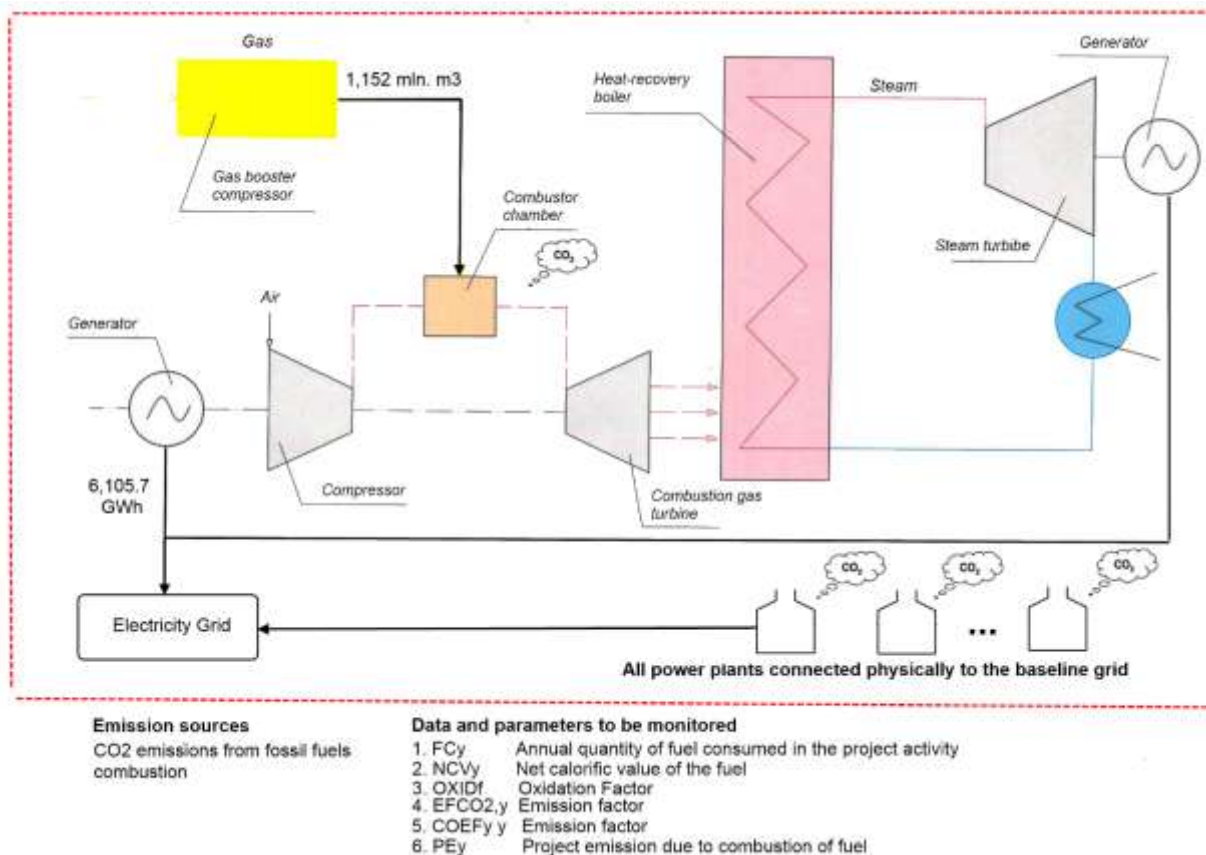 Gas
1,152 mln. m3
Gas booster
compressor
Heat-recovery
boiler
Steam
Generator
Combustor
chamber
CO2
Steam turbibe
Air
Generator
6,105.7
GWh
Compressor
Combustion gas
turbine
CO2
CO2
CO2
Electricity Grid
...
All power plants connected physically to the baseline grid
Emission sources
CO2 emissions from fossil fuels
combustion
Data and parameters to be monitored
1. FCy Annual quantity of fuel consumed in the project activity
2. NCVy Net calorific value of the fuel
3. OXIDf Oxidation Factor
4. EFCO2,y Emission factor
5. COEFy y Emission factor
6. PEy Project emission due to combustion of fuel